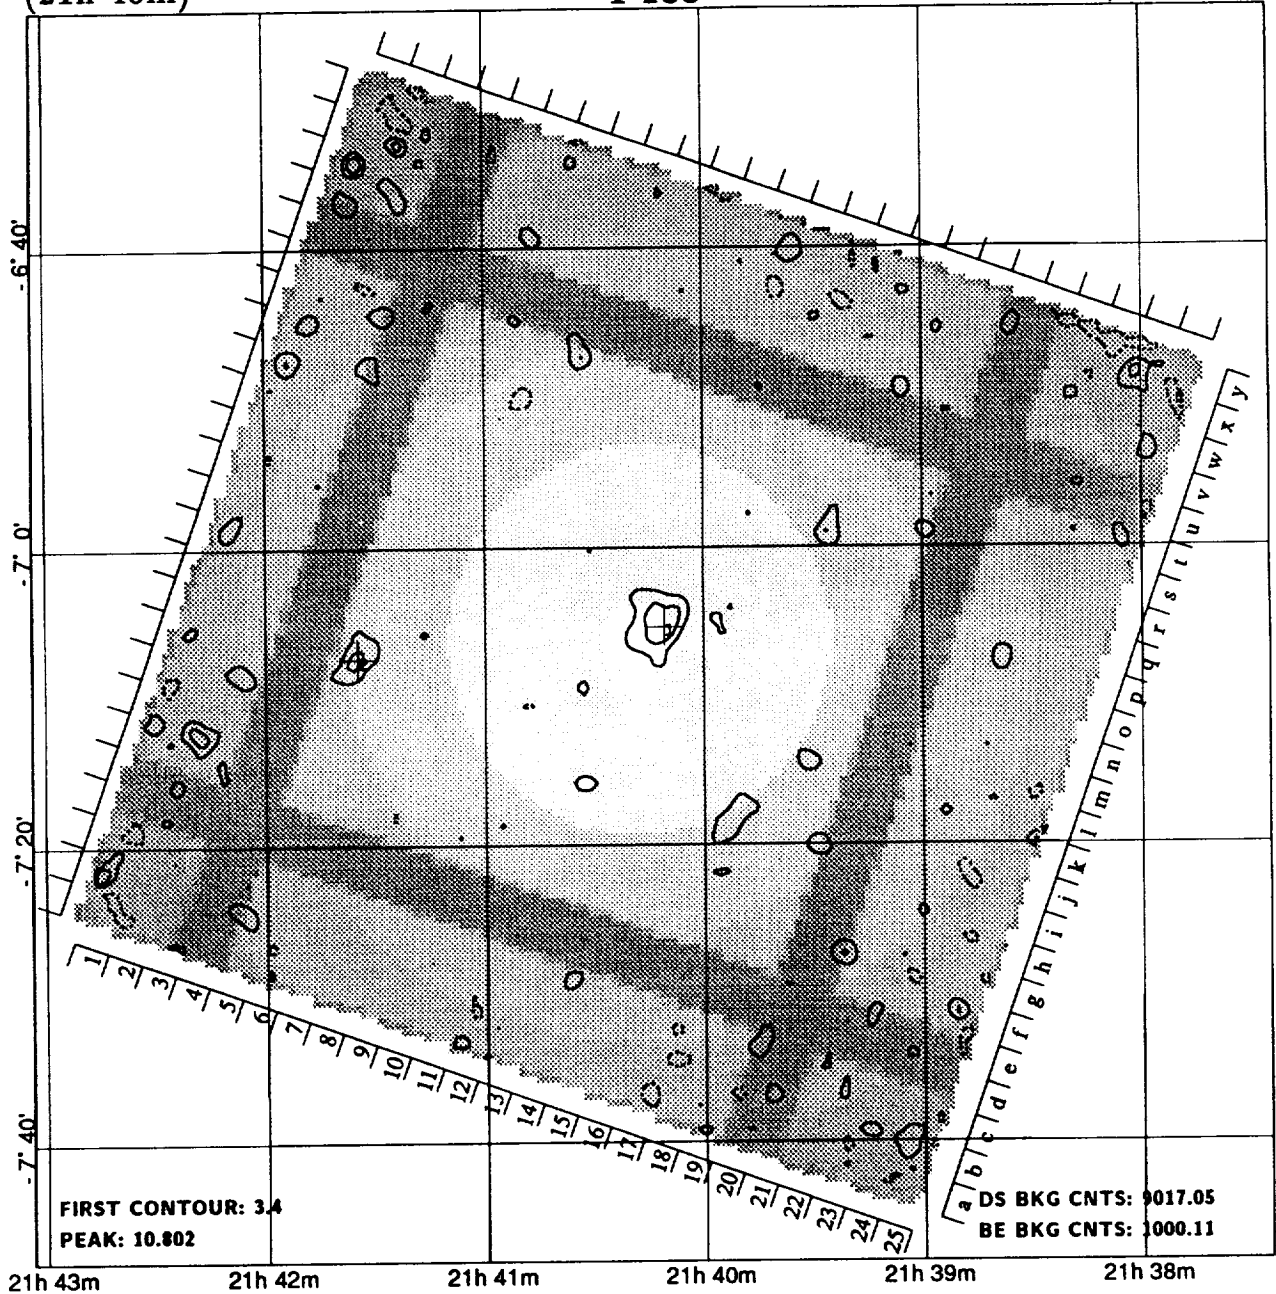 - 6° 40'
- 7° 0'
- 7° 20'
- 7° 40'
1 2 3 4 5 6 7 8 9 10 11 12 13 14 15 16 17 18 19 20 21 22 23 24 25
a b c d e f g h i j k l m n o p q r s t u v w x y
FIRST CONTOUR: 3.4
PEAK: 10.802
DS BKG CNTS: 9017.05
BE BKG CNTS: 1000.11
21h 43m 21h 42m 21h 41m 21h 40m 21h 39m 21h 38m